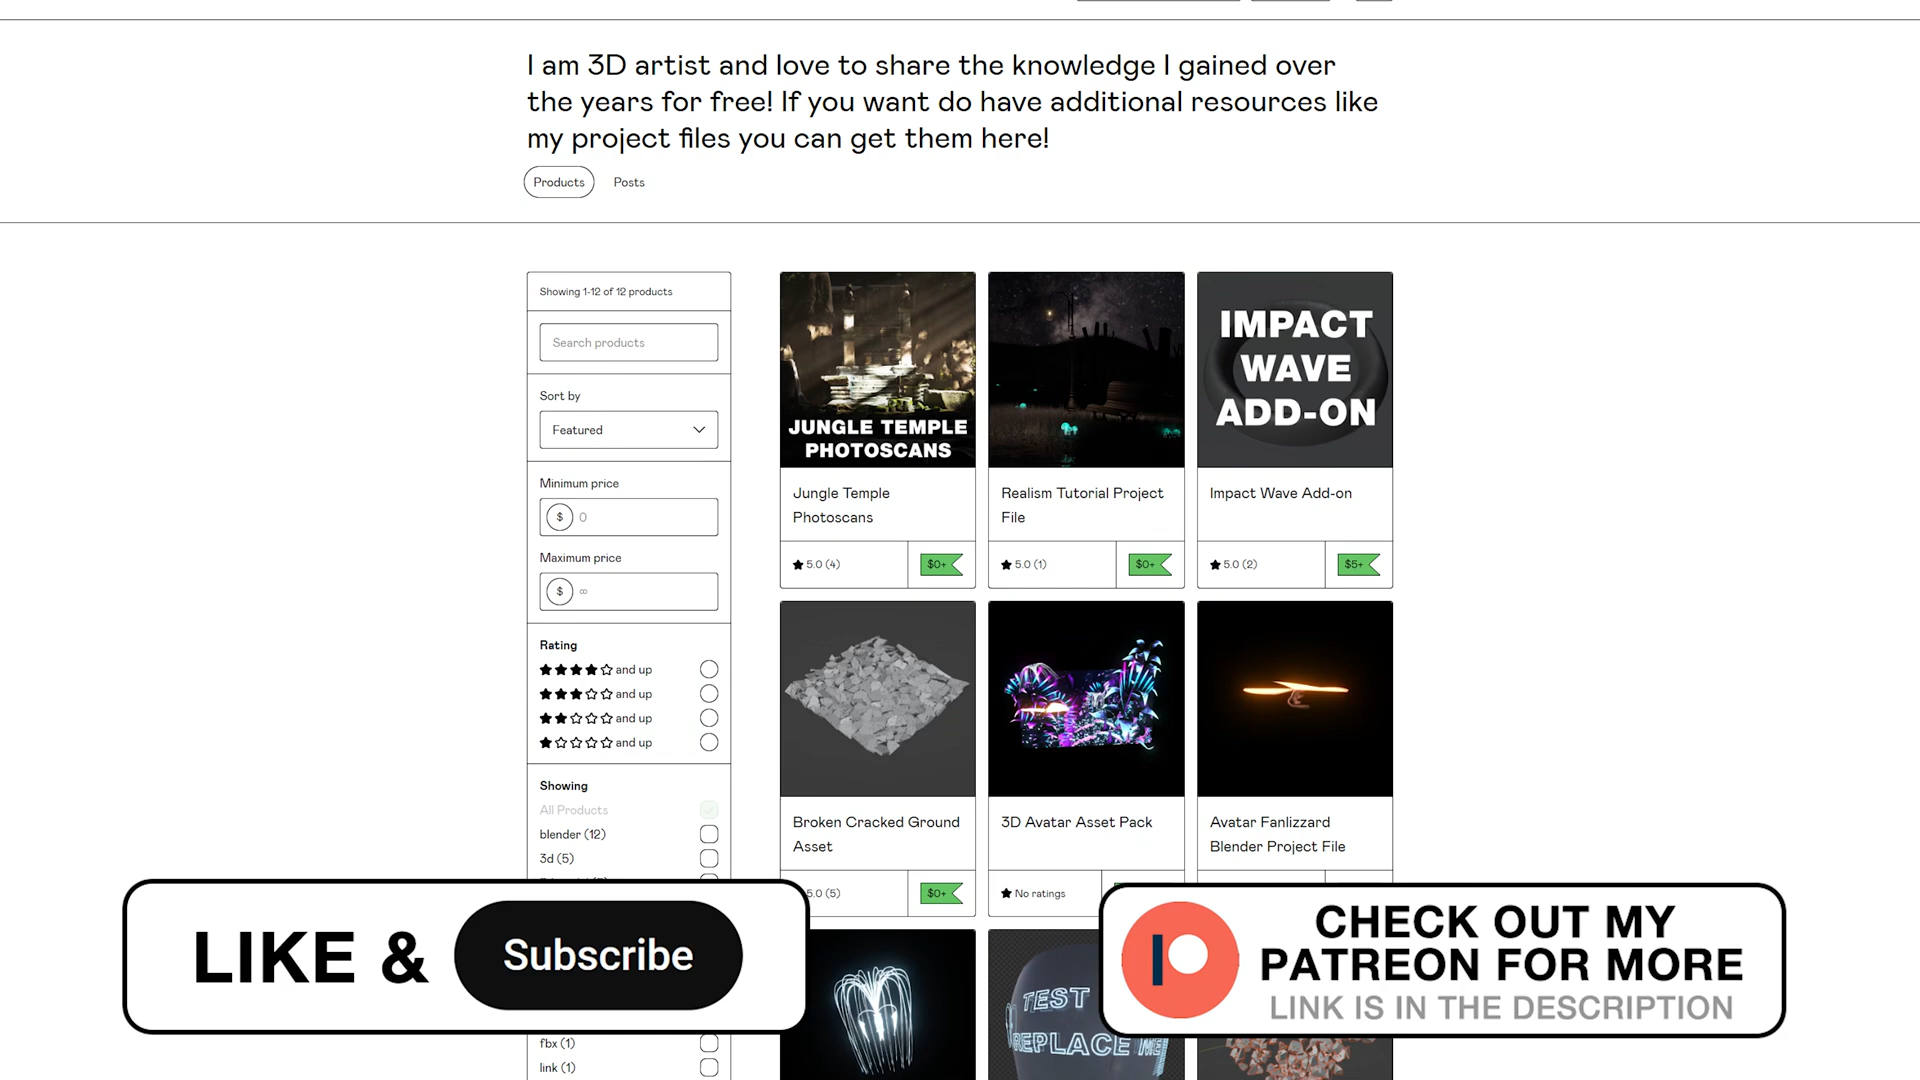 I am 3D artist and love to share the knowledge I gained over
the years for free! If you want do have additional resources like
my project files you can get them here!
Products
Posts
Showing 1-12 of 12 products
Search products
Sort by
Featured
Minimum price
$ 0
Maximum price
$ ∞
Rating
and up
and up
and up
and up
Showing
All Products
blender (12)
3d (5)
fbx (1)
link (1)
JUNGLE TEMPLE
PHOTOSCANS
Jungle Temple
Photoscans
5.0 (4)
$0+
Realism Tutorial Project
File
5.0 (1)
$0+
IMPACT
WAVE
ADD-ON
Impact Wave Add-on
5.0 (2)
$5+
Broken Cracked Ground
Asset
5.0 (5)
$0+
3D Avatar Asset Pack
No ratings
Avatar Fanlizzard
Blender Project File
TEST
REPLACE ME
LIKE & Subscribe
CHECK OUT MY
PATREON FOR MORE
LINK IS IN THE DESCRIPTION